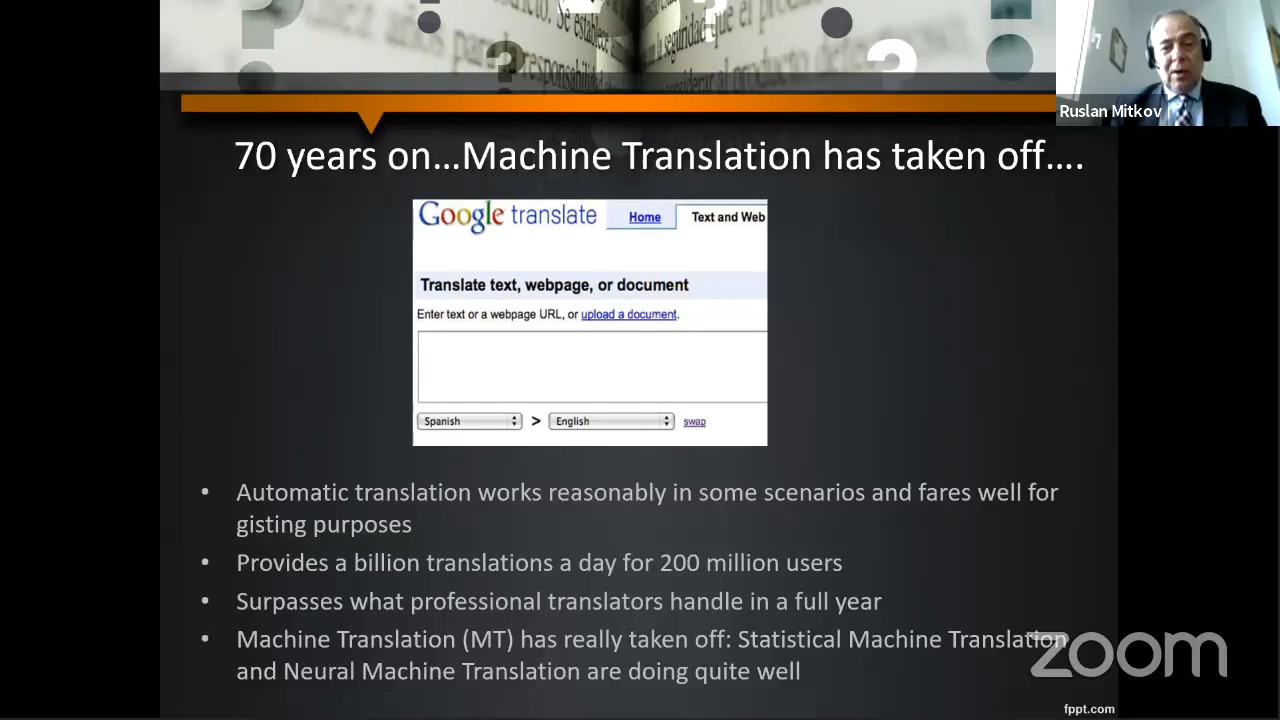 Se establece
Ruslan Mitkov
70 years on...Machine Translation has taken off....
Google translate
Home
Text and Web
Translate text, webpage, or document
Enter text or a webpage URL, or upload a document.
Spanish > English swap
• Automatic translation works reasonably in some scenarios and fares well for
gisting purposes
• Provides a billion translations a day for 200 million users
• Surpasses what professional translators handle in a full year
• Machine Translation (MT) has really taken off: Statistical Machine Translation
and Neural Machine Translation are doing quite well
zoom
fppt.com